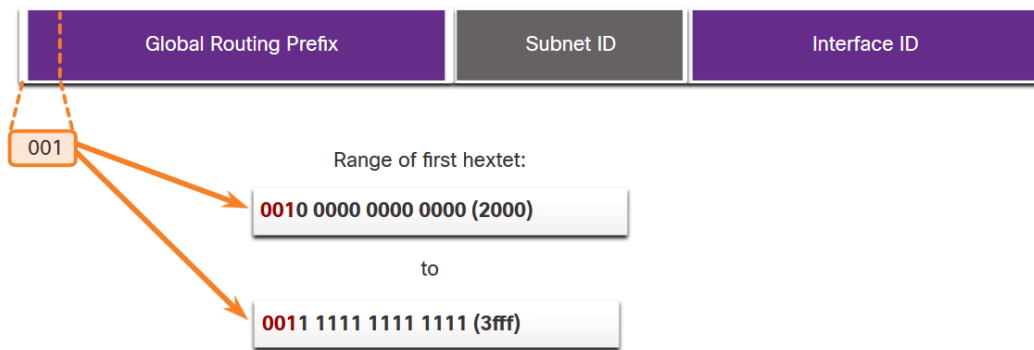 Global Routing Prefix
Subnet ID
Interface ID
001
Range of first hextet:
0010 0000 0000 0000 (2000)
to
0011 1111 1111 1111 (3fff)